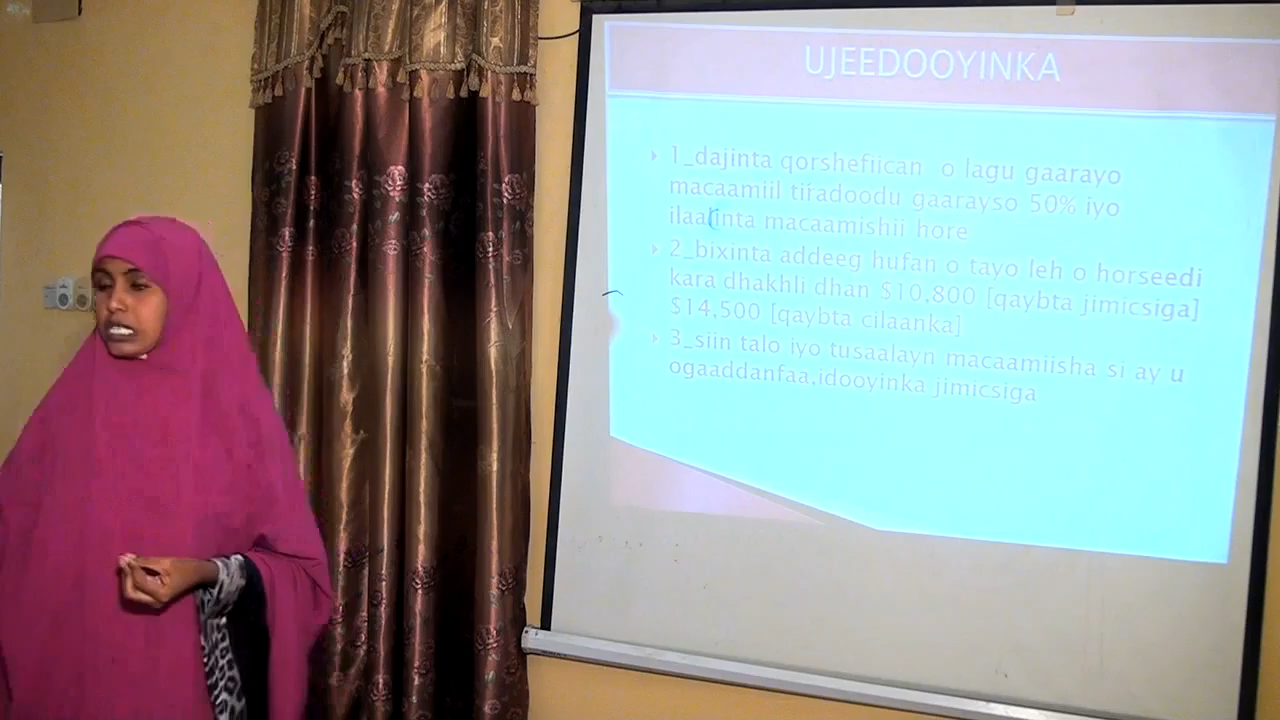 UJEEDOOYINKA
1_dajinta qorshefiican o lagu gaarayo
macaamiil tiradoodu gaarayso 50% iyo
ilaalinta macaamishii hore
2_bixinta addeeg hufan o tayo leh o horseedi
kara dhakhli dhan $10,800 [qaybta jimicsiga]
$14,500 [qaybta cilaanka]
3_siin talo iyo tusaalayn macaamiisha si ay u
ogaaddanfaa,idooyinka jimicsiga